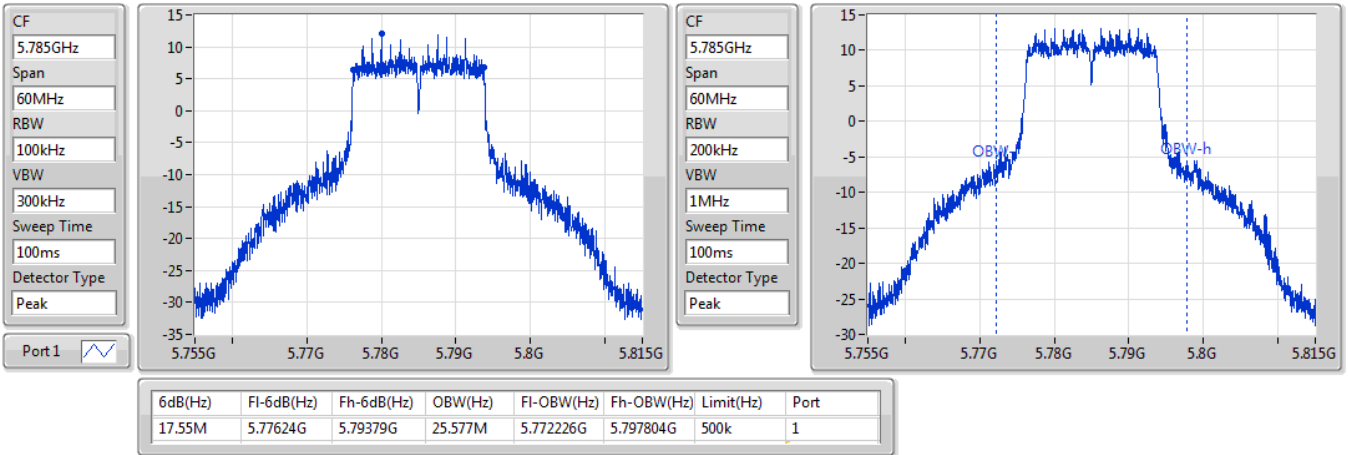 CF
5.785GHz
Span
60MHz
RBW
100kHz
VBW
300kHz
Sweep Time
100ms
Detector Type
Peak
Port 1
15
10
5
0
-5
-10
-15
-20
-25
-30
-35
5.755G 5.77G 5.78G 5.79G 5.8G 5.815G
CF
5.785GHz
Span
60MHz
RBW
200kHz
VBW
1MHz
Sweep Time
100ms
Detector Type
Peak
15
10
5
0
-5
-10
-15
-20
-25
-30
OBW-h
5.755G 5.77G 5.78G 5.79G 5.8G 5.815G
6dB(Hz) Fl-6dB(Hz) Fh-6dB(Hz) OBW(Hz) Fl-OBW(Hz) Fh-OBW(Hz) Limit(Hz) Port
17.55M 5.77624G 5.79379G 25.577M 5.772226G 5.797804G 500k 1